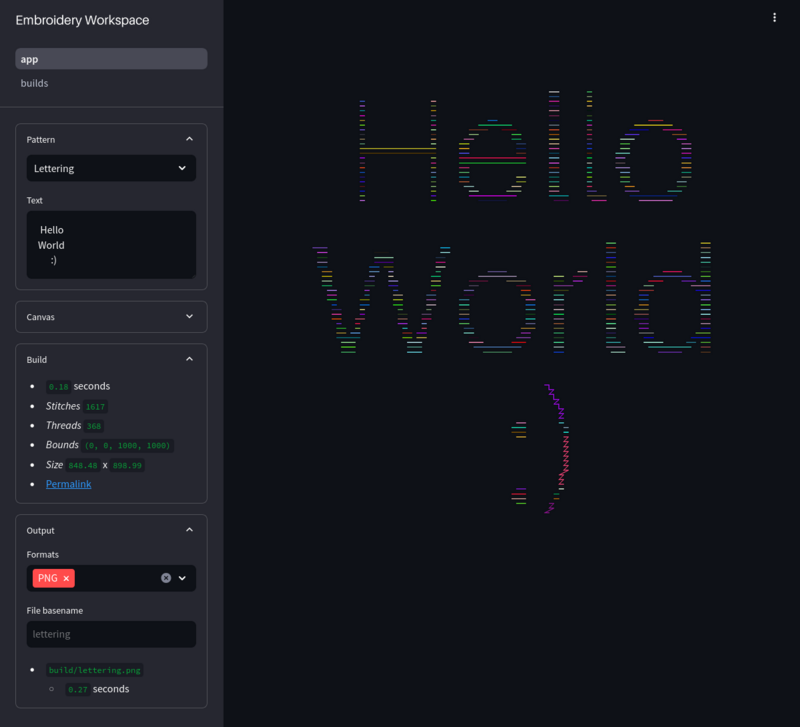 Embroidery Workspace
app
builds
Pattern
Lettering
Text
Hello
World
:)
Canvas
Build
0.18 seconds
Stitches 1617
Threads 368
Bounds (0, 0, 1000, 1000)
Size 848.48 x 898.99
Permalink
Output
Formats
PNG ×
File basename
lettering
build/lettering.png
0.27 seconds
Hello
World
:)